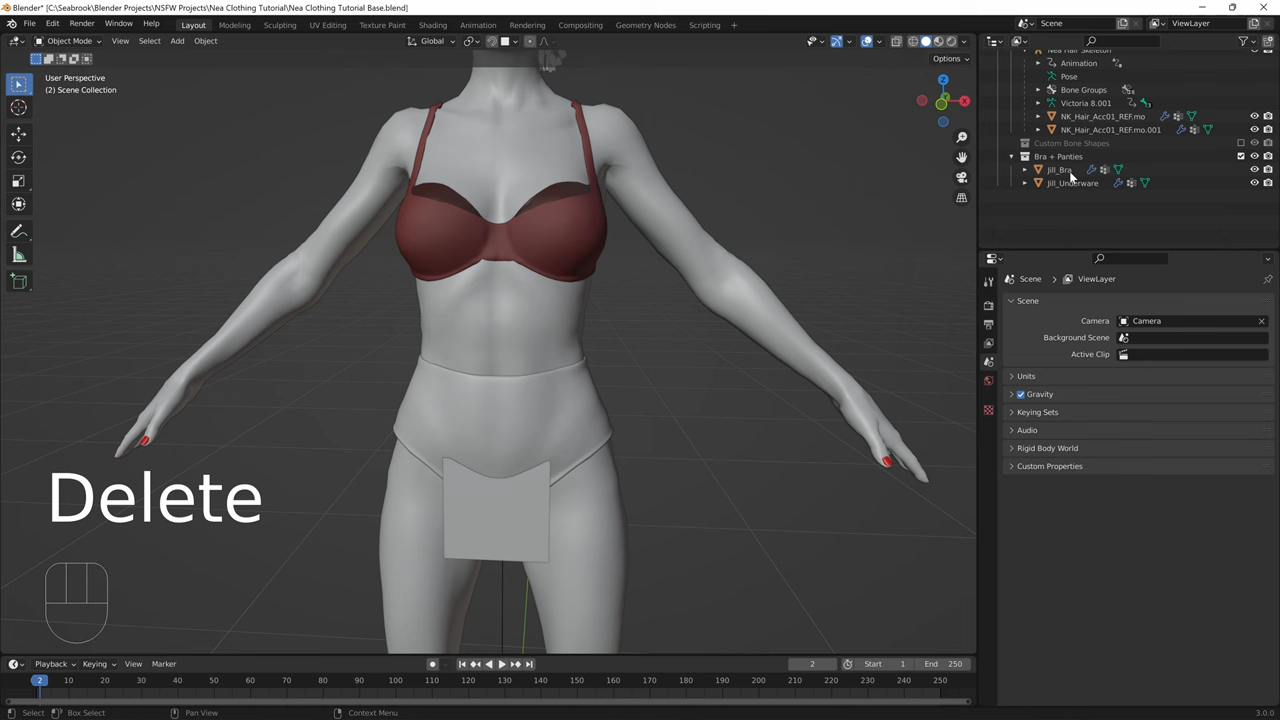 Blender* [C:\Seabrook\Blender Projects\NSFW Projects\Nea Clothing Tutorial\Nea Clothing Tutorial Base.blend]
File Edit Render Window Help Layout Modeling Sculpting UV Editing Texture Paint Shading Animation Rendering Compositing Geometry Nodes Scripting + Scene ViewLayer
Object Mode View Select Add Object Global
Options
User Perspective
(2) Scene Collection
Z
X
Nea Hair Skeleton
Animation
Pose
Bone Groups
Victoria 8.001
NK_Hair_Acc01_REF.mo
NK_Hair_Acc01_REF.mo.001
Custom Bone Shapes
Bra + Panties
Jill_Bra
Jill_Underware
Scene > ViewLayer
Scene
Camera Camera
Background Scene
Active Clip
Units
Gravity
Keying Sets
Audio
Rigid Body World
Custom Properties
Delete
Playback Keying View Marker 2 Start 1 End 250
2 10 20 30 40 50 60 70 80 90 100 110 120 130 140 150 160 170 180 190 200 210 220 230 240 250
Select Box Select Pan View Context Menu 3.0.0